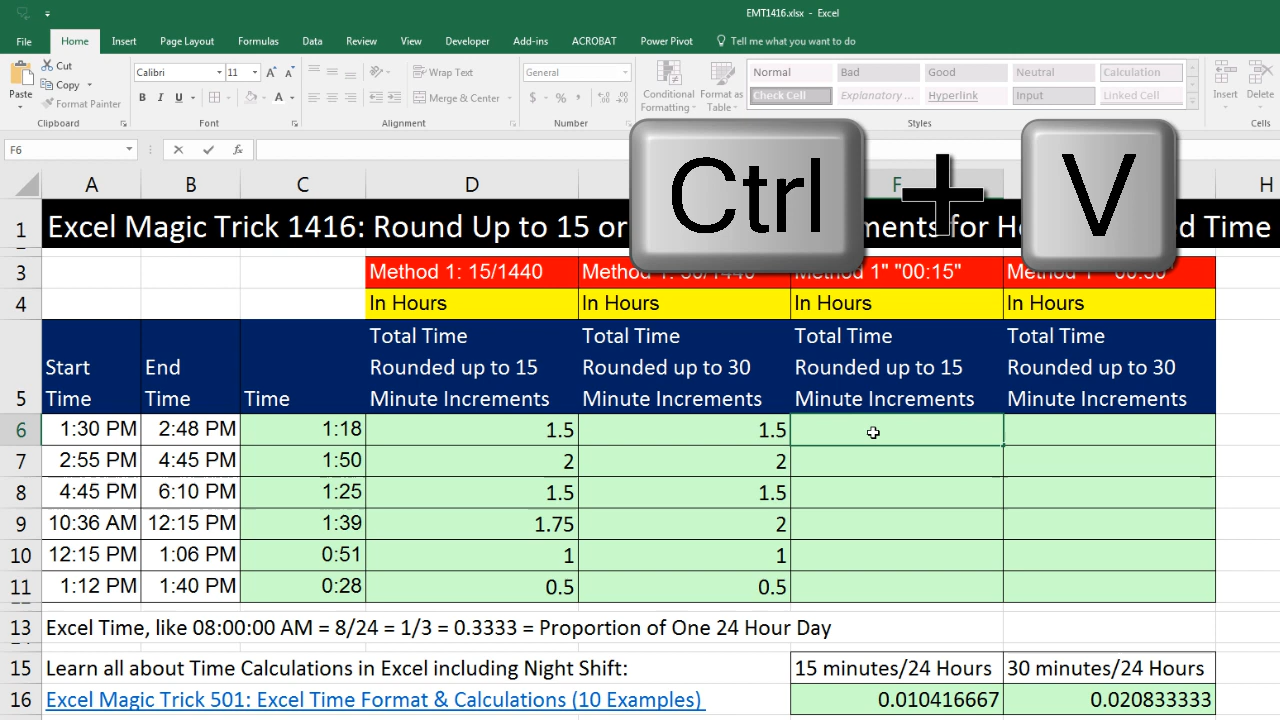 EMT1416.xlsx - Excel
File Home Insert Page Layout Formulas Data Review View Developer Add-ins ACROBAT Power Pivot Tell me what you want to do
Paste
Cut
Copy
Format Painter
Calibri 11
B I U
A A
Wrap Text
Merge & Center
General
$ % ,
Conditional Formatting
Format as Table
Normal Bad Good Neutral Calculation
Check Cell Explanatory ... Hyperlink Input Linked Cell
Insert Delete
Clipboard Font Alignment Number Styles Cells
F6 fx
Ctrl + V
A B C D F H
1 Excel Magic Trick 1416: Round Up to 15 or
ments for H
d Time
3 Method 1: 15/1440 Method 1: 30/1440 Method 1" "00:15" Method 1" "00:30"
4 In Hours In Hours In Hours In Hours
Total Time Total Time Total Time Total Time
Start End Rounded up to 15 Rounded up to 30 Rounded up to 15 Rounded up to 30
5 Time Time Time Minute Increments Minute Increments Minute Increments Minute Increments
6 1:30 PM 2:48 PM 1:18 1.5 1.5
7 2:55 PM 4:45 PM 1:50 2 2
8 4:45 PM 6:10 PM 1:25 1.5 1.5
9 10:36 AM 12:15 PM 1:39 1.75 2
10 12:15 PM 1:06 PM 0:51 1 1
11 1:12 PM 1:40 PM 0:28 0.5 0.5
13 Excel Time, like 08:00:00 AM = 8/24 = 1/3 = 0.3333 = Proportion of One 24 Hour Day
15 Learn all about Time Calculations in Excel including Night Shift: 15 minutes/24 Hours 30 minutes/24 Hours
16 Excel Magic Trick 501: Excel Time Format & Calculations (10 Examples) 0.010416667 0.020833333